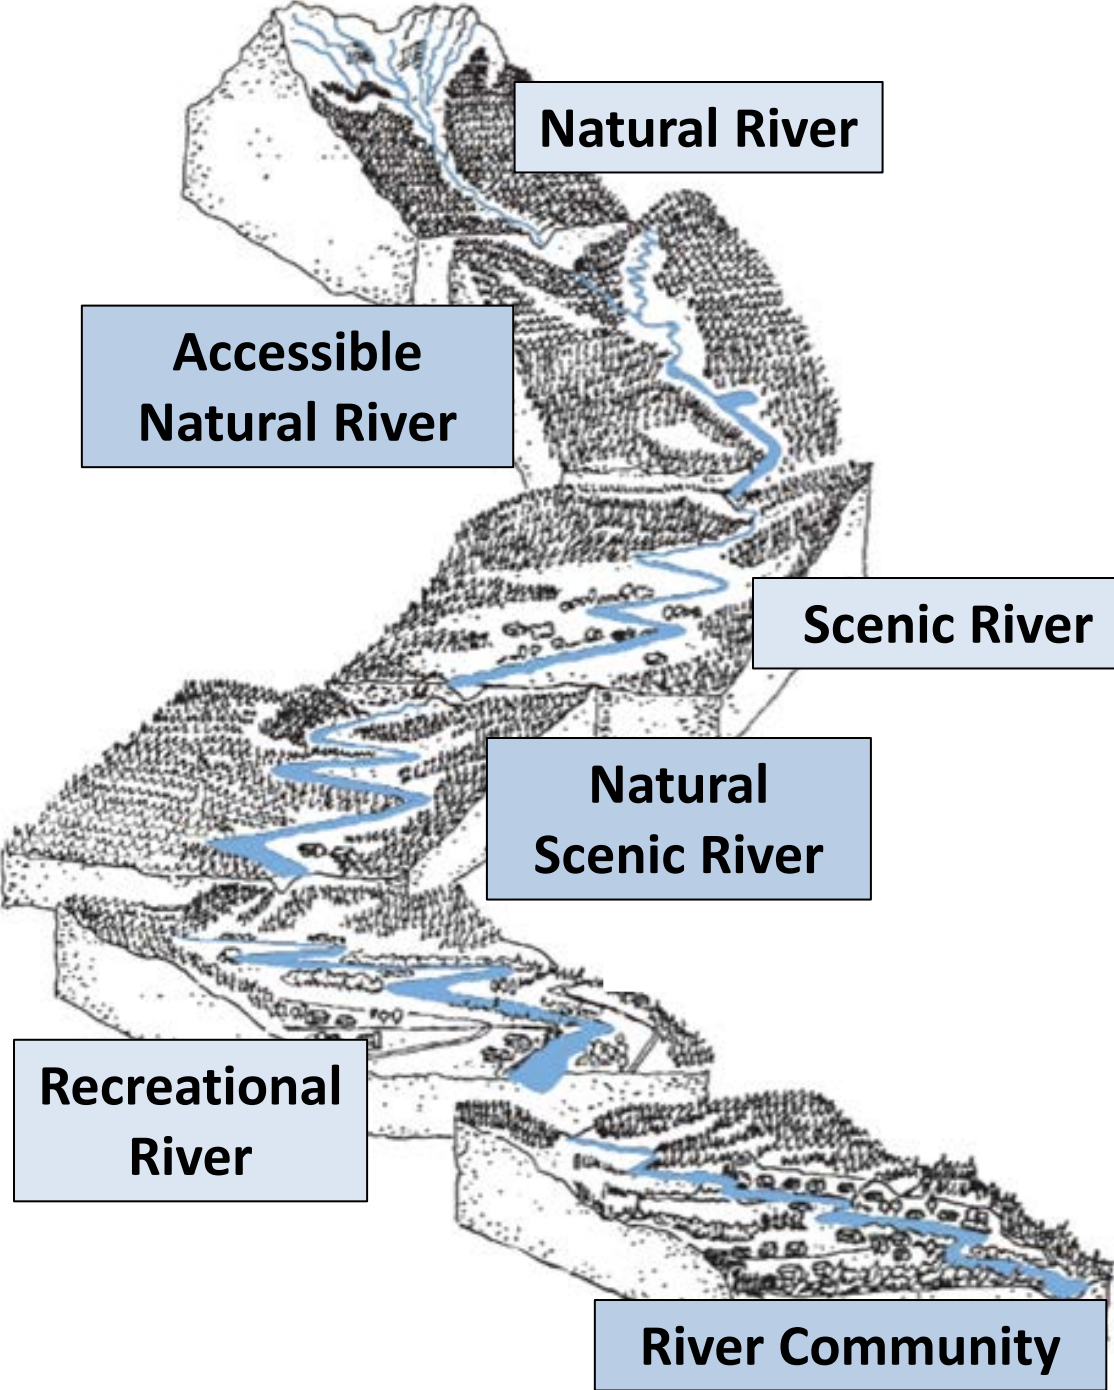 Natural River
Accessible
Natural River
Scenic River
Natural
Scenic River
Recreational
River
River Community